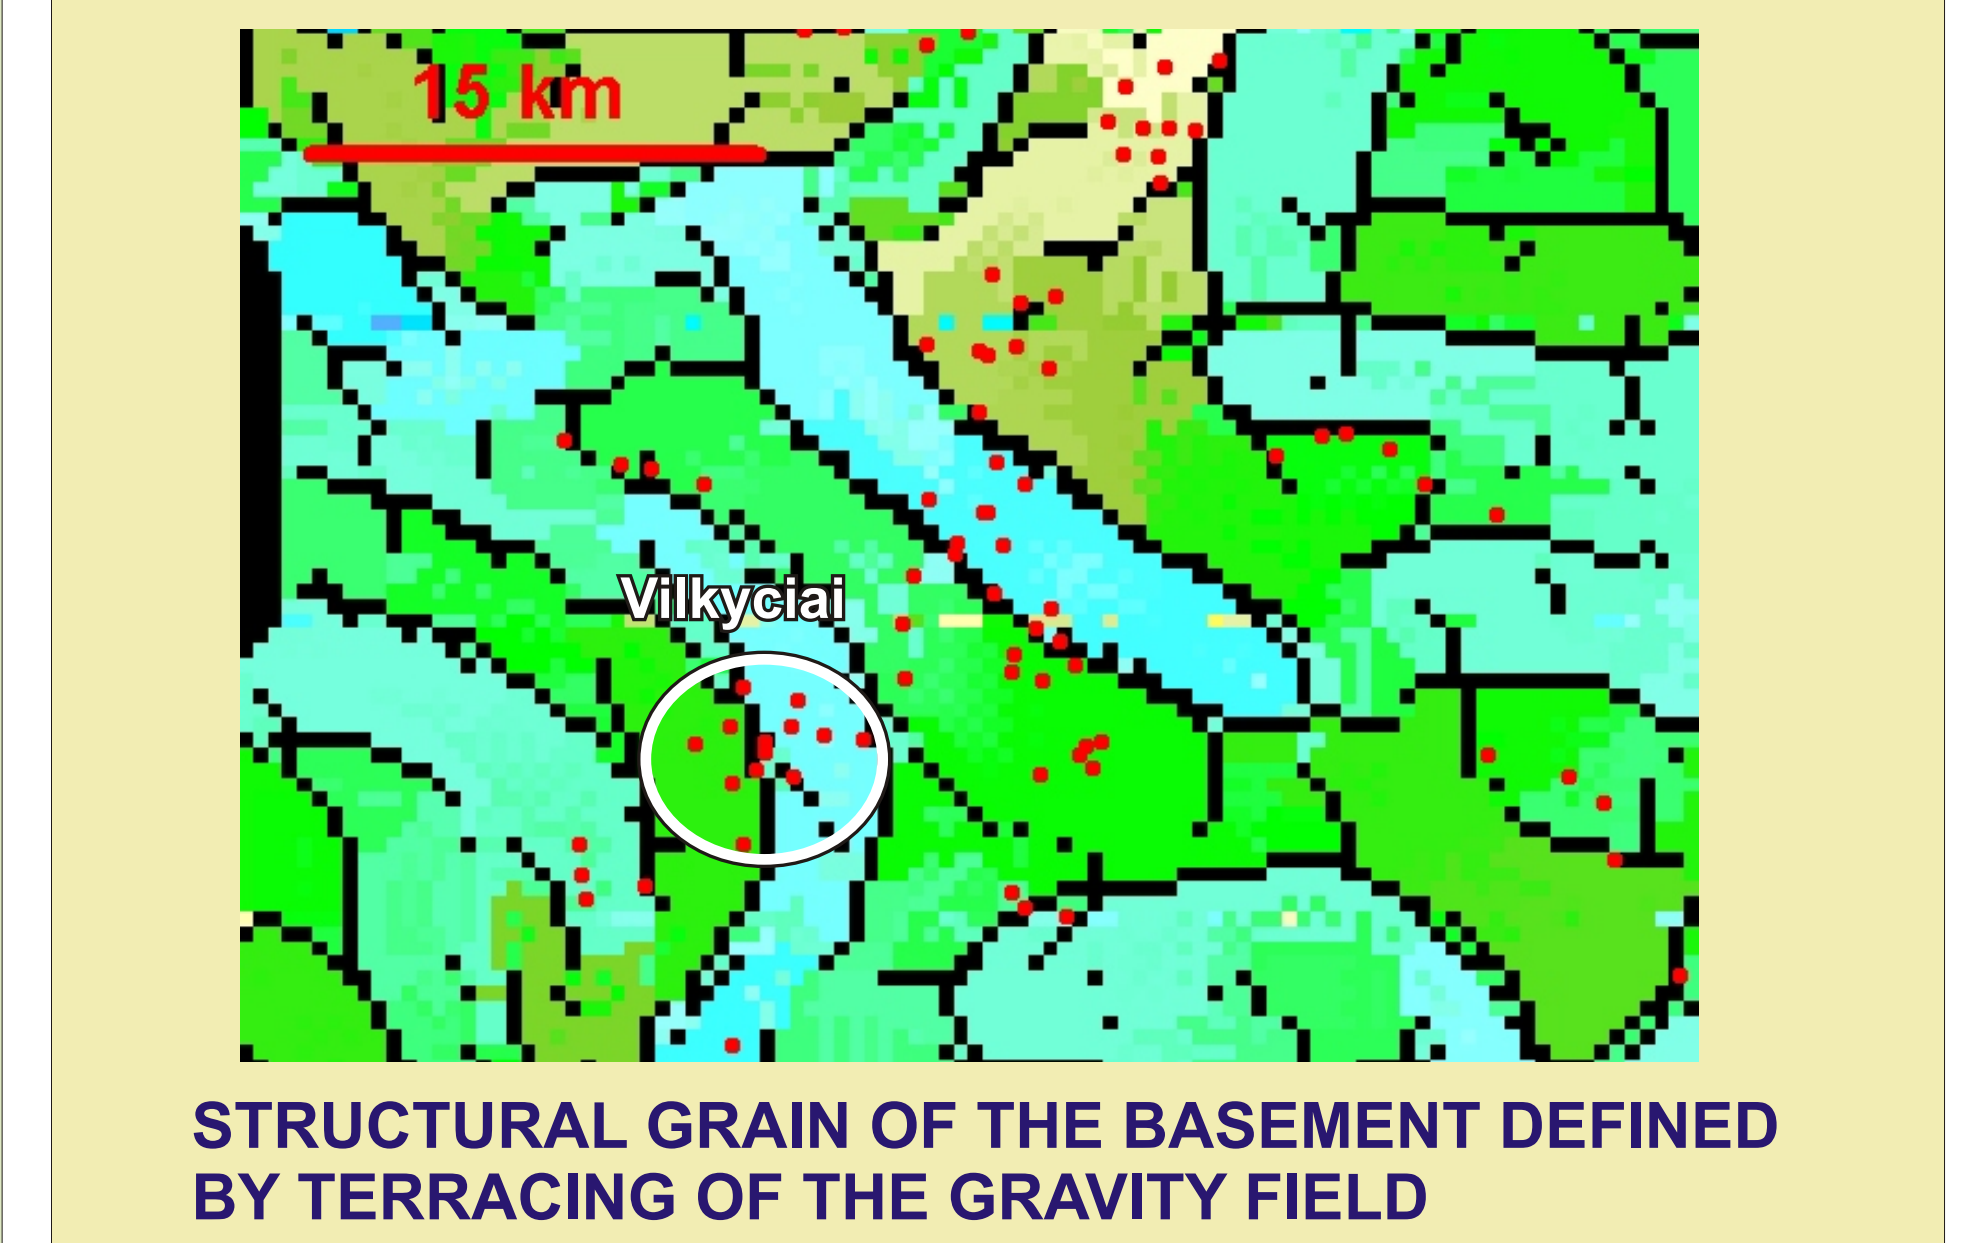 15 km
Vilkyciai
STRUCTURAL GRAIN OF THE BASEMENT DEFINED
BY TERRACING OF THE GRAVITY FIELD